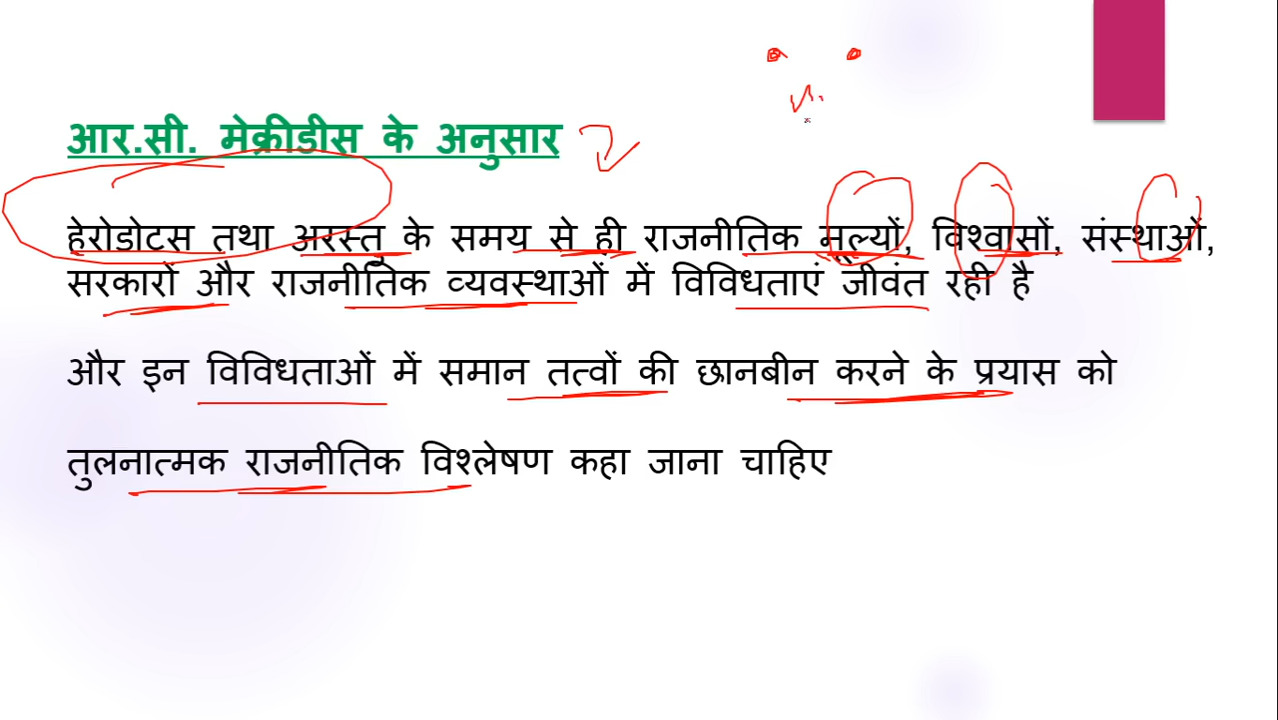 आर.सी. मेक्रीडीस के अनुसार
हेरोडोटस तथा अरस्तु के समय से ही राजनीतिक मूल्यों, विश्वासों, संस्थाओं,
सरकारों और राजनीतिक व्यवस्थाओं में विविधताएं जीवंत रही है
और इन विविधताओं में समान तत्वों की छानबीन करने के प्रयास को
तुलनात्मक राजनीतिक विश्लेषण कहा जाना चाहिए